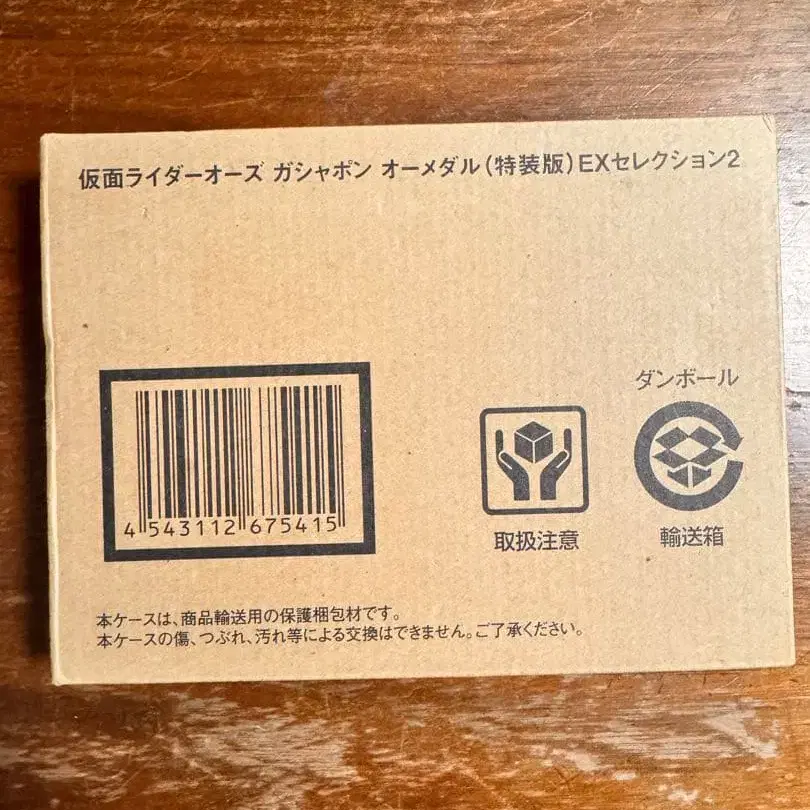 仮面ライダーオーズ ガシャポン オーメダル(特装版)EXセレクション2
ダンボール
4 543112 675415
取扱注意
輸送箱
本ケースは、商品輸送用の保護梱包材です。
本ケースの傷、つぶれ、汚れ等による交換はできません。ご了承ください。